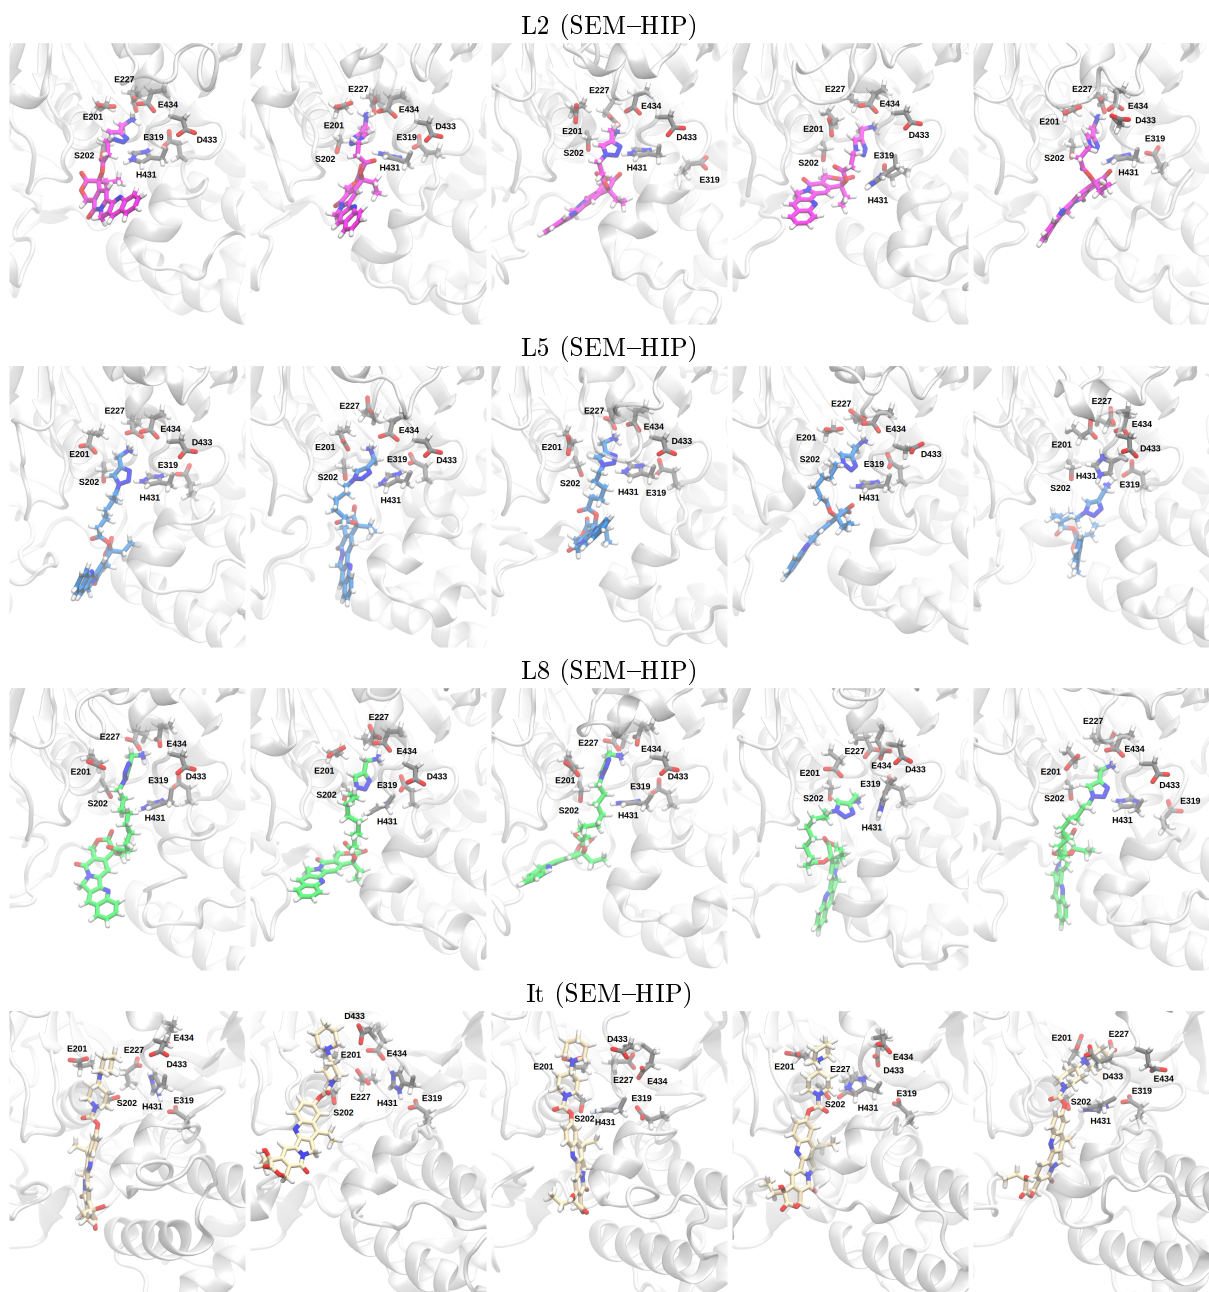 L2 (SEM–HIP)
E227 E434 E201 E319 D433 S202 H431
E227 E434 E201 D433 E319 S202 H431
E227 E434 E201 D433 S202 H431 E319
E227 E434 E201 D433 S202 E319 H431
E227 E434 E201 D433 E319 S202 H431
L5 (SEM–HIP)
E227 E434 E201 D433 E319 S202 H431
E227 E434 E201 E319 D433 S202 H431
E227 E434 D433 E201 S202 H431 E319
E227 E434 E201 D433 S202 E319 H431
E227 E434 E201 D433 H431 E319 S202
L8 (SEM–HIP)
E227 E434 E201 E319 D433 S202 H431
E227 E434 E201 D433 E319 S202 H431
E227 E434 E201 D433 E319 S202 H431
E227 E434 E201 D433 E319 S202 H431
E227 E434 E201 D433 S202 E319 H431
It (SEM–HIP)
E434 E201 E227 D433 S202 H431 E319
D433 E201 E434 E227 H431 S202 E319
D433 E201 E227 E434 E319 S202 H431
E434 E201 E227 D433 S202 E319 H431
E227 E201 D433 E434 S202 E319 H431